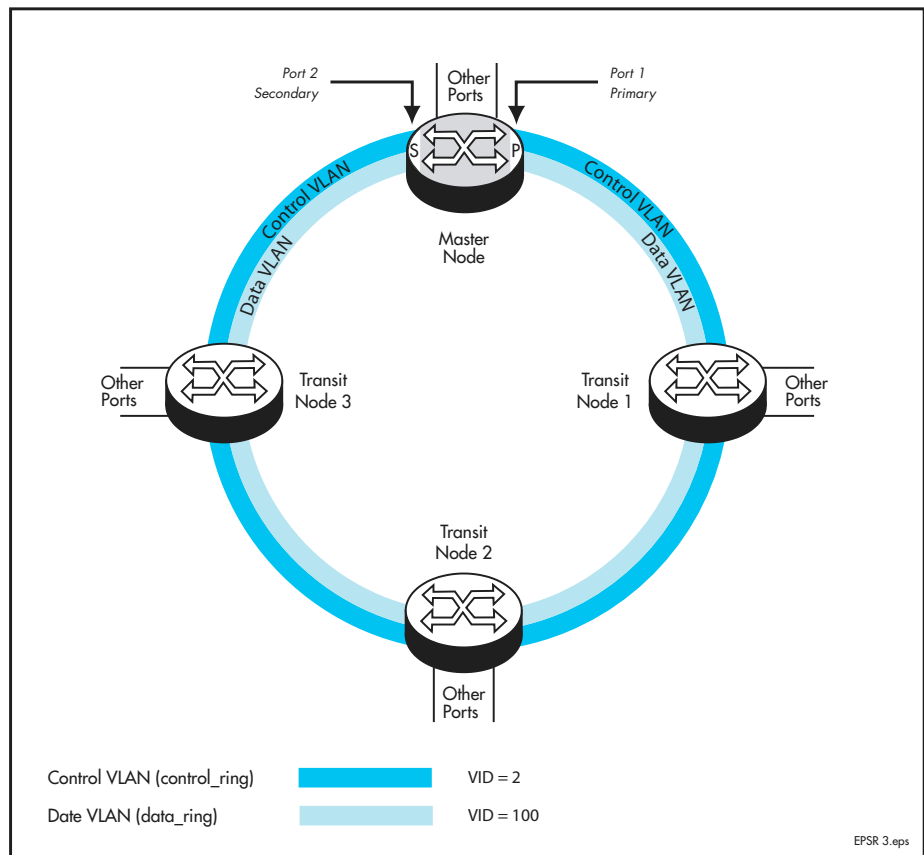 Port 2
Secondary
Other
Ports
Port 1
Primary
S
P
Control VLAN
Data VLAN
Control VLAN
Data VLAN
Master
Node
Other
Ports
Transit
Node 3
Transit
Node 1
Other
Ports
Transit
Node 2
Other
Ports
Control VLAN (control_ring)
VID = 2
Date VLAN (data_ring)
VID = 100
EPSR 3.eps